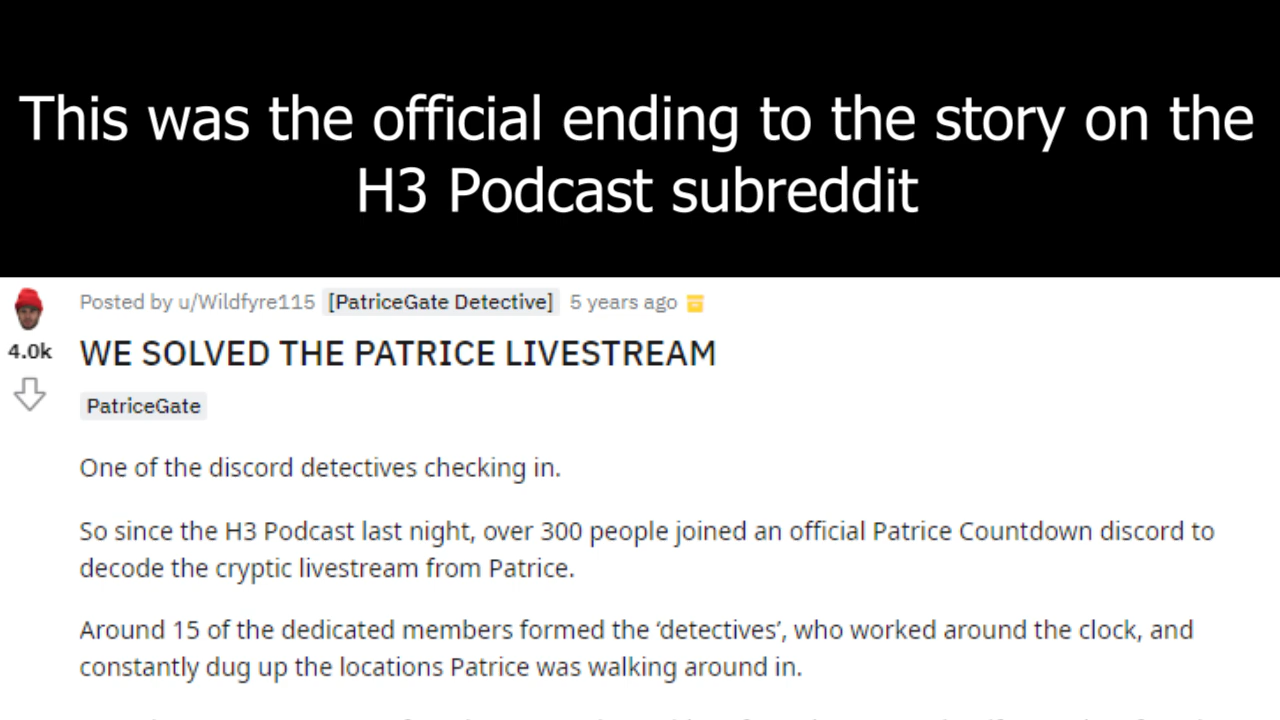 This was the official ending to the story on the
H3 Podcast subreddit
Posted by u/Wildfyre115 [PatriceGate Detective] 5 years ago
4.0k
WE SOLVED THE PATRICE LIVESTREAM
PatriceGate
One of the discord detectives checking in.
So since the H3 Podcast last night, over 300 people joined an official Patrice Countdown discord to
decode the cryptic livestream from Patrice.
Around 15 of the dedicated members formed the ‘detectives’, who worked around the clock, and
constantly dug up the locations Patrice was walking around in.